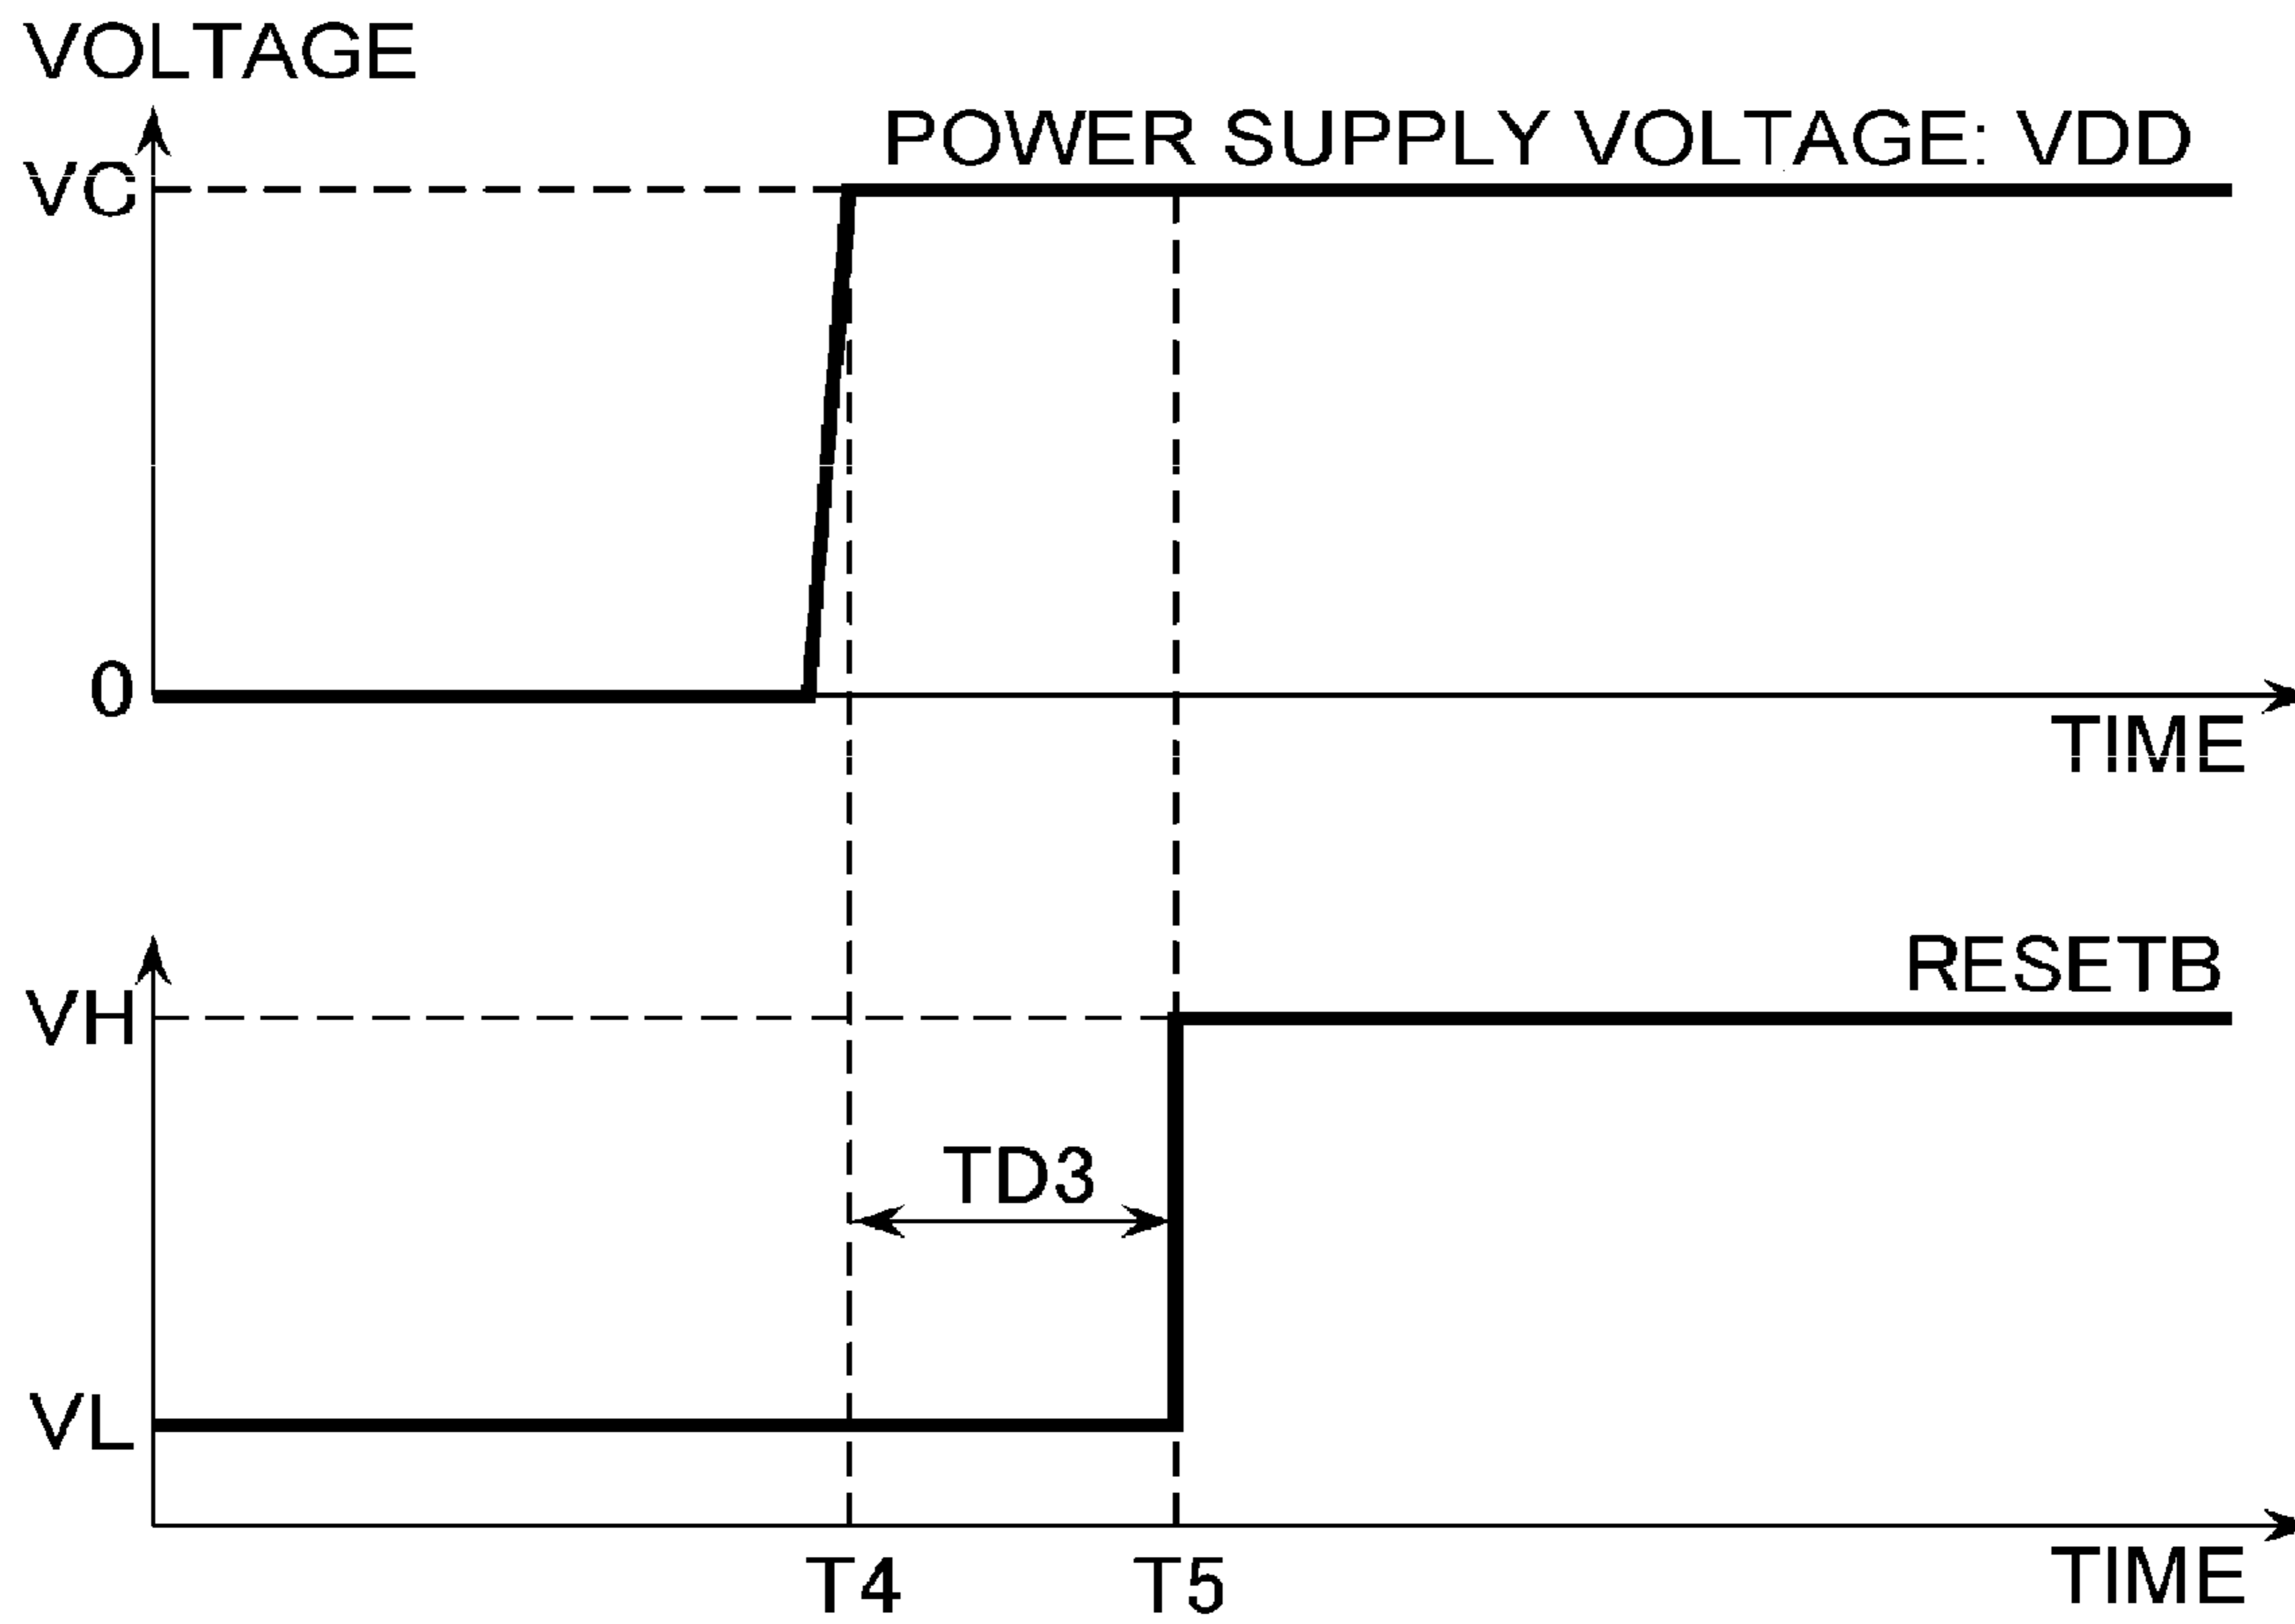 VOLTAGE
POWER SUPPLY VOLTAGE: VDD
VC
0
TIME
RESETB
VH
TD3
VL
T4 T5
TIME